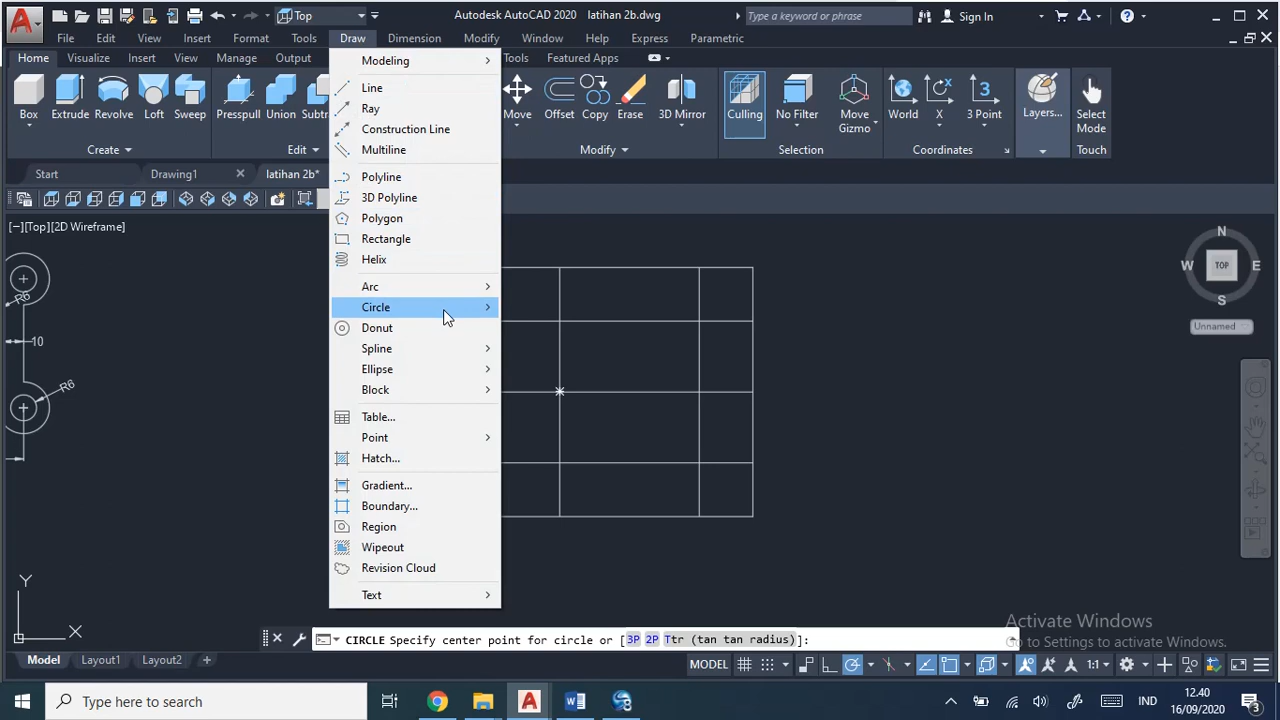 Top
Autodesk AutoCAD 2020 latihan 2b.dwg
Type a keyword or phrase
Sign In
File Edit View Insert Format Tools Draw Dimension Modify Window Help Express Parametric
Home Visualize Insert View Manage Output Tools Featured Apps
Box Extrude Revolve Loft Sweep Presspull Union Subtr Move Offset Copy Erase 3D Mirror Culling No Filter Move Gizmo World X 3 Point Layers... Select Mode
Create Edit Modify Selection Coordinates Touch
Start Drawing1 latihan 2b*
[−][Top][2D Wireframe]
Modeling
Line
Ray
Construction Line
Multiline
Polyline
3D Polyline
Polygon
Rectangle
Helix
Arc
Circle
Donut
Spline
Ellipse
Block
Table...
Point
Hatch...
Gradient...
Boundary...
Region
Wipeout
Revision Cloud
Text
R6
10
R6
Y
X
N
W TOP E
S
Unnamed
Activate Windows
Go to Settings to activate Windows.
CIRCLE Specify center point for circle or [3P 2P Ttr (tan tan radius)]:
Model Layout1 Layout2 +
MODEL 1:1
Type here to search
IND
12.40
16/09/2020
3